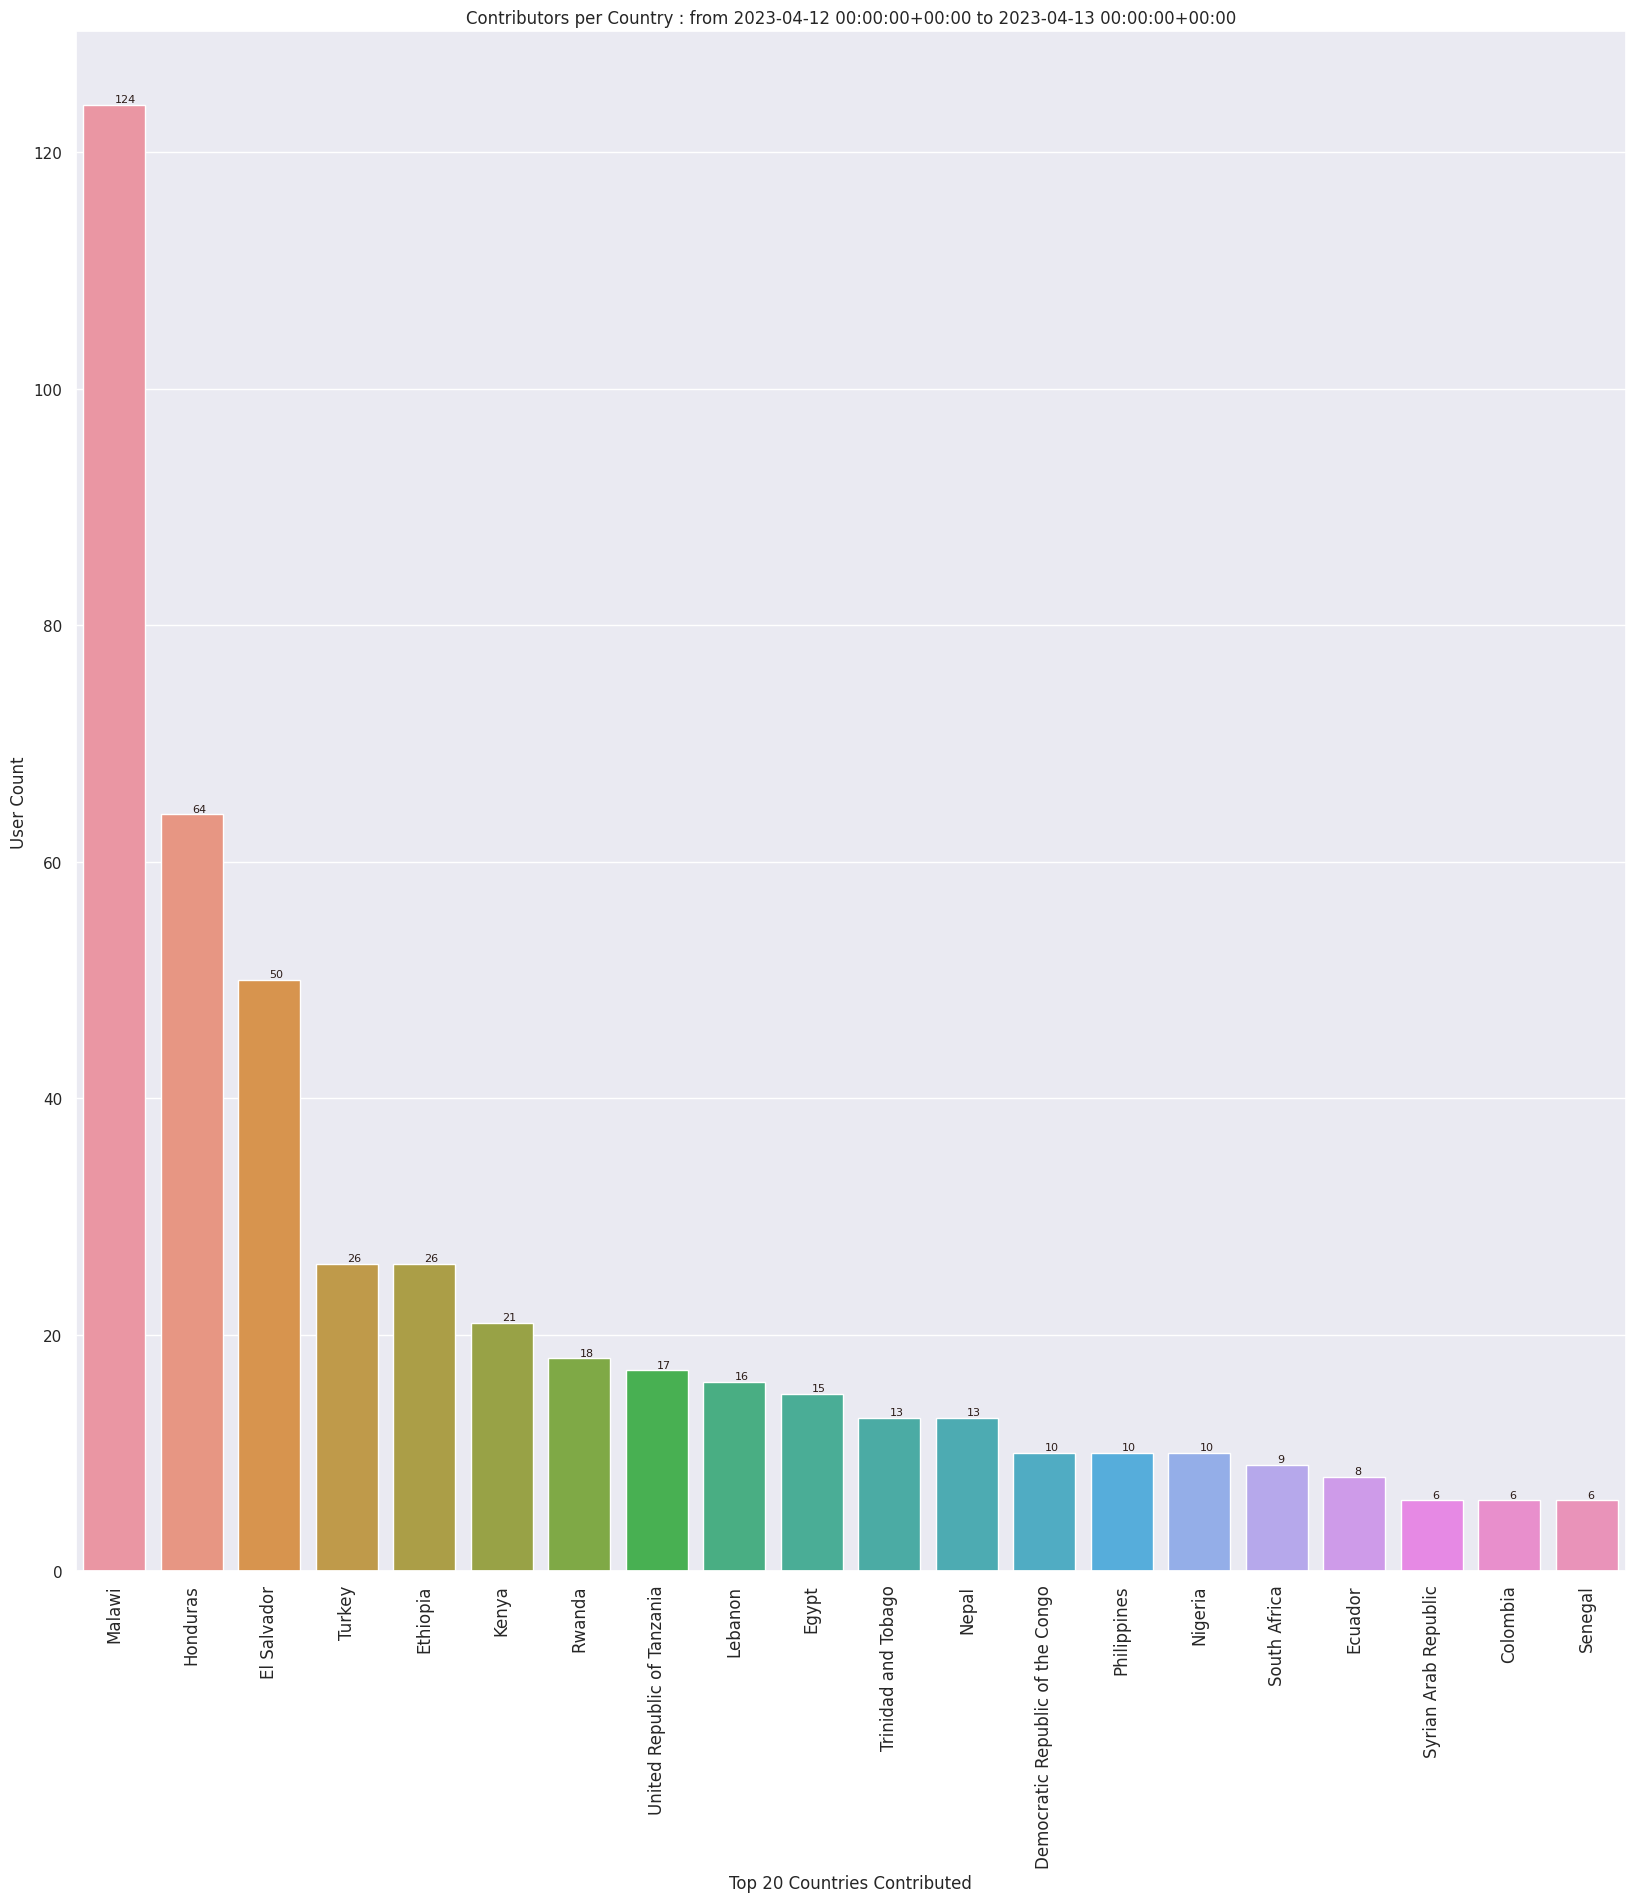 Contributors per Country : from 2023-04-12 00:00:00+00:00 to 2023-04-13 00:00:00+00:00
124
120
100
80
User Count
64
60
50
40
26
26
21
20
18
17
16
15
13
13
10
10
10
9
8
6
6
6
0
Malawi
Honduras
El Salvador
Turkey
Ethiopia
Kenya
Rwanda
United Republic of Tanzania
Lebanon
Egypt
Trinidad and Tobago
Nepal
Democratic Republic of the Congo
Philippines
Nigeria
South Africa
Ecuador
Syrian Arab Republic
Colombia
Senegal
Top 20 Countries Contributed